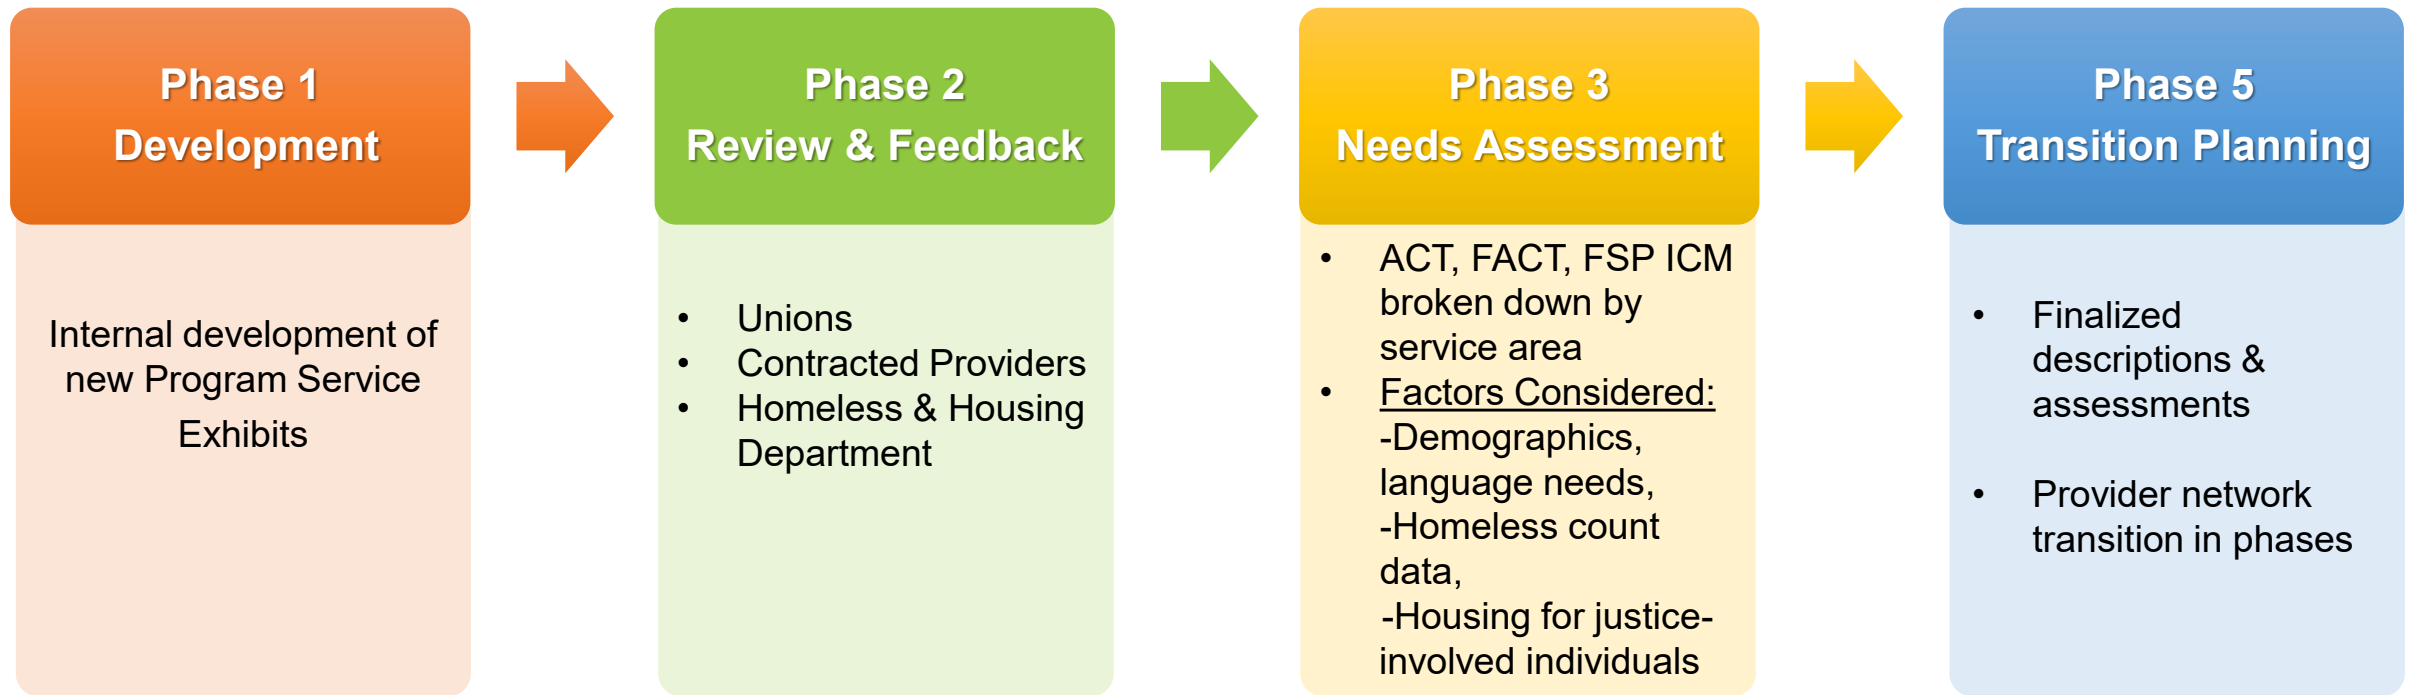 Phase 1
Development
Internal development of
new Program Service
Exhibits
Phase 2
Review & Feedback
• Unions
• Contracted Providers
• Homeless & Housing
Department
Phase 3
Needs Assessment
• ACT, FACT, FSP ICM
broken down by
service area
• Factors Considered:
-Demographics,
language needs,
-Homeless count
data,
-Housing for justice-
involved individuals
Phase 5
Transition Planning
• Finalized
descriptions &
assessments
• Provider network
transition in phases